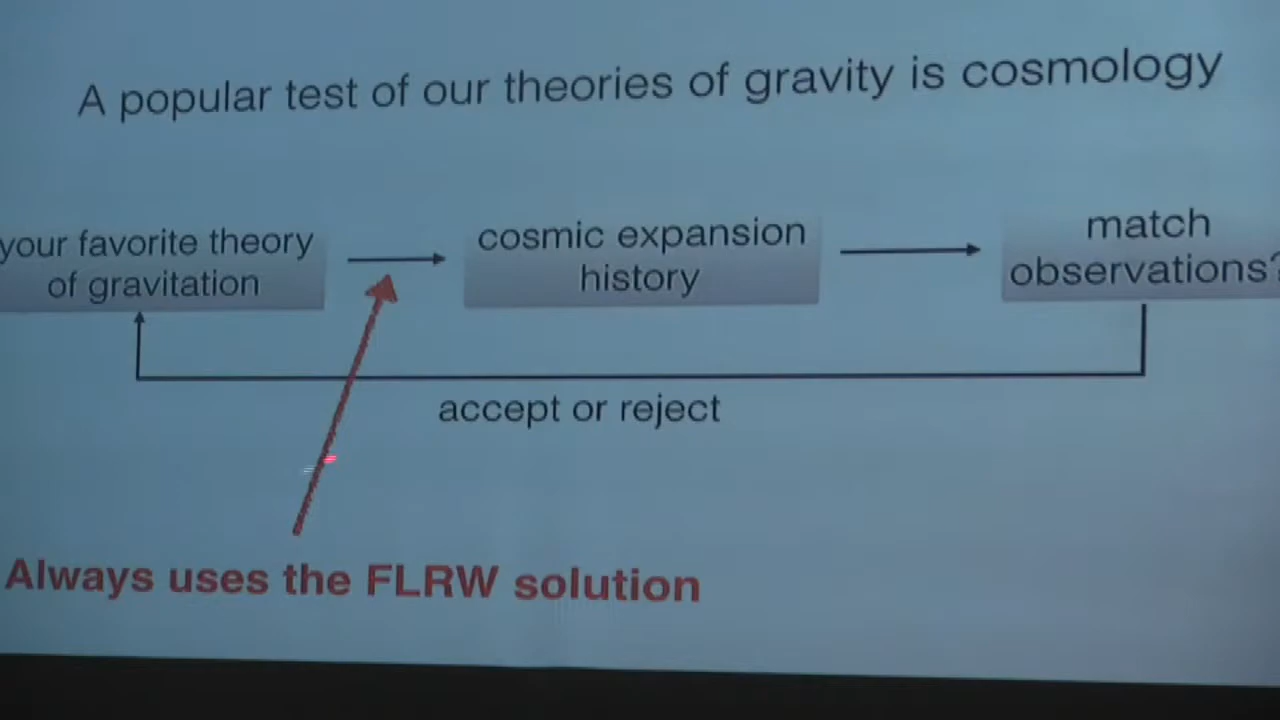 A popular test of our theories of gravity is cosmology
your favorite theory
of gravitation
cosmic expansion
history
match
observations?
accept or reject
Always uses the FLRW solution